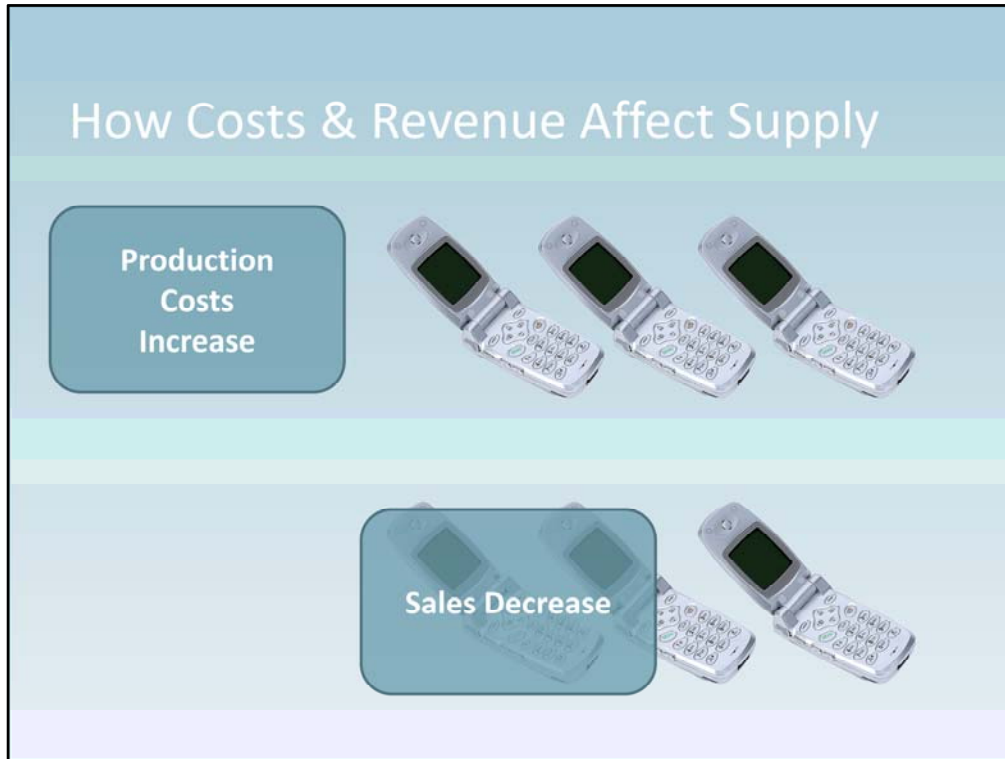 How Costs & Revenue Affect Supply
Production
Costs
Increase
Sales Decrease